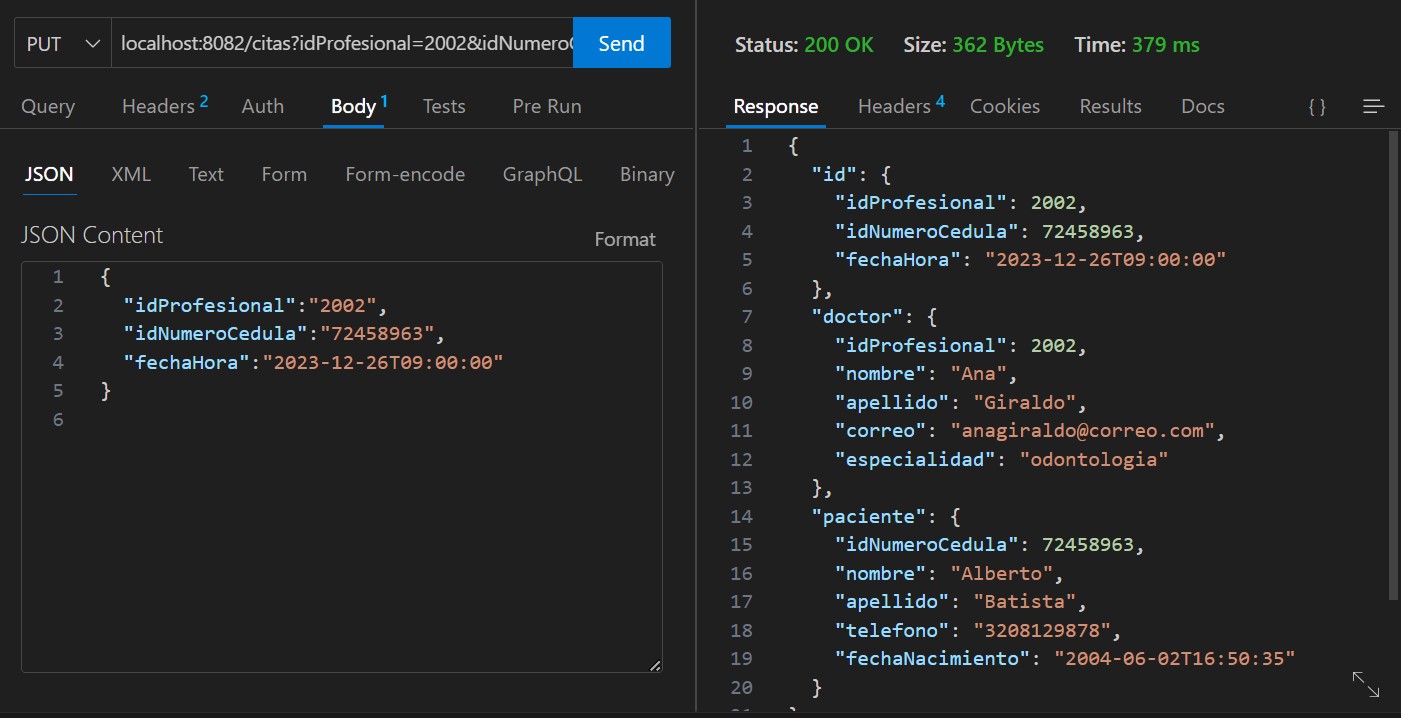 PUT localhost:8082/citas?idProfesional=2002&idNumero Send
Query Headers 2 Auth Body 1 Tests Pre Run
JSON XML Text Form Form-encode GraphQL Binary
JSON Content
Format
1 {
2 "idProfesional":"2002",
3 "idNumeroCedula":"72458963",
4 "fechaHora":"2023-12-26T09:00:00"
5 }
6
Status: 200 OK Size: 362 Bytes Time: 379 ms
Response Headers 4 Cookies Results Docs { }
1 {
2 "id": {
3 "idProfesional": 2002,
4 "idNumeroCedula": 72458963,
5 "fechaHora": "2023-12-26T09:00:00"
6 },
7 "doctor": {
8 "idProfesional": 2002,
9 "nombre": "Ana",
10 "apellido": "Giraldo",
11 "correo": "anagiraldo@correo.com",
12 "especialidad": "odontologia"
13 },
14 "paciente": {
15 "idNumeroCedula": 72458963,
16 "nombre": "Alberto",
17 "apellido": "Batista",
18 "telefono": "3208129878",
19 "fechaNacimiento": "2004-06-02T16:50:35"
20 }